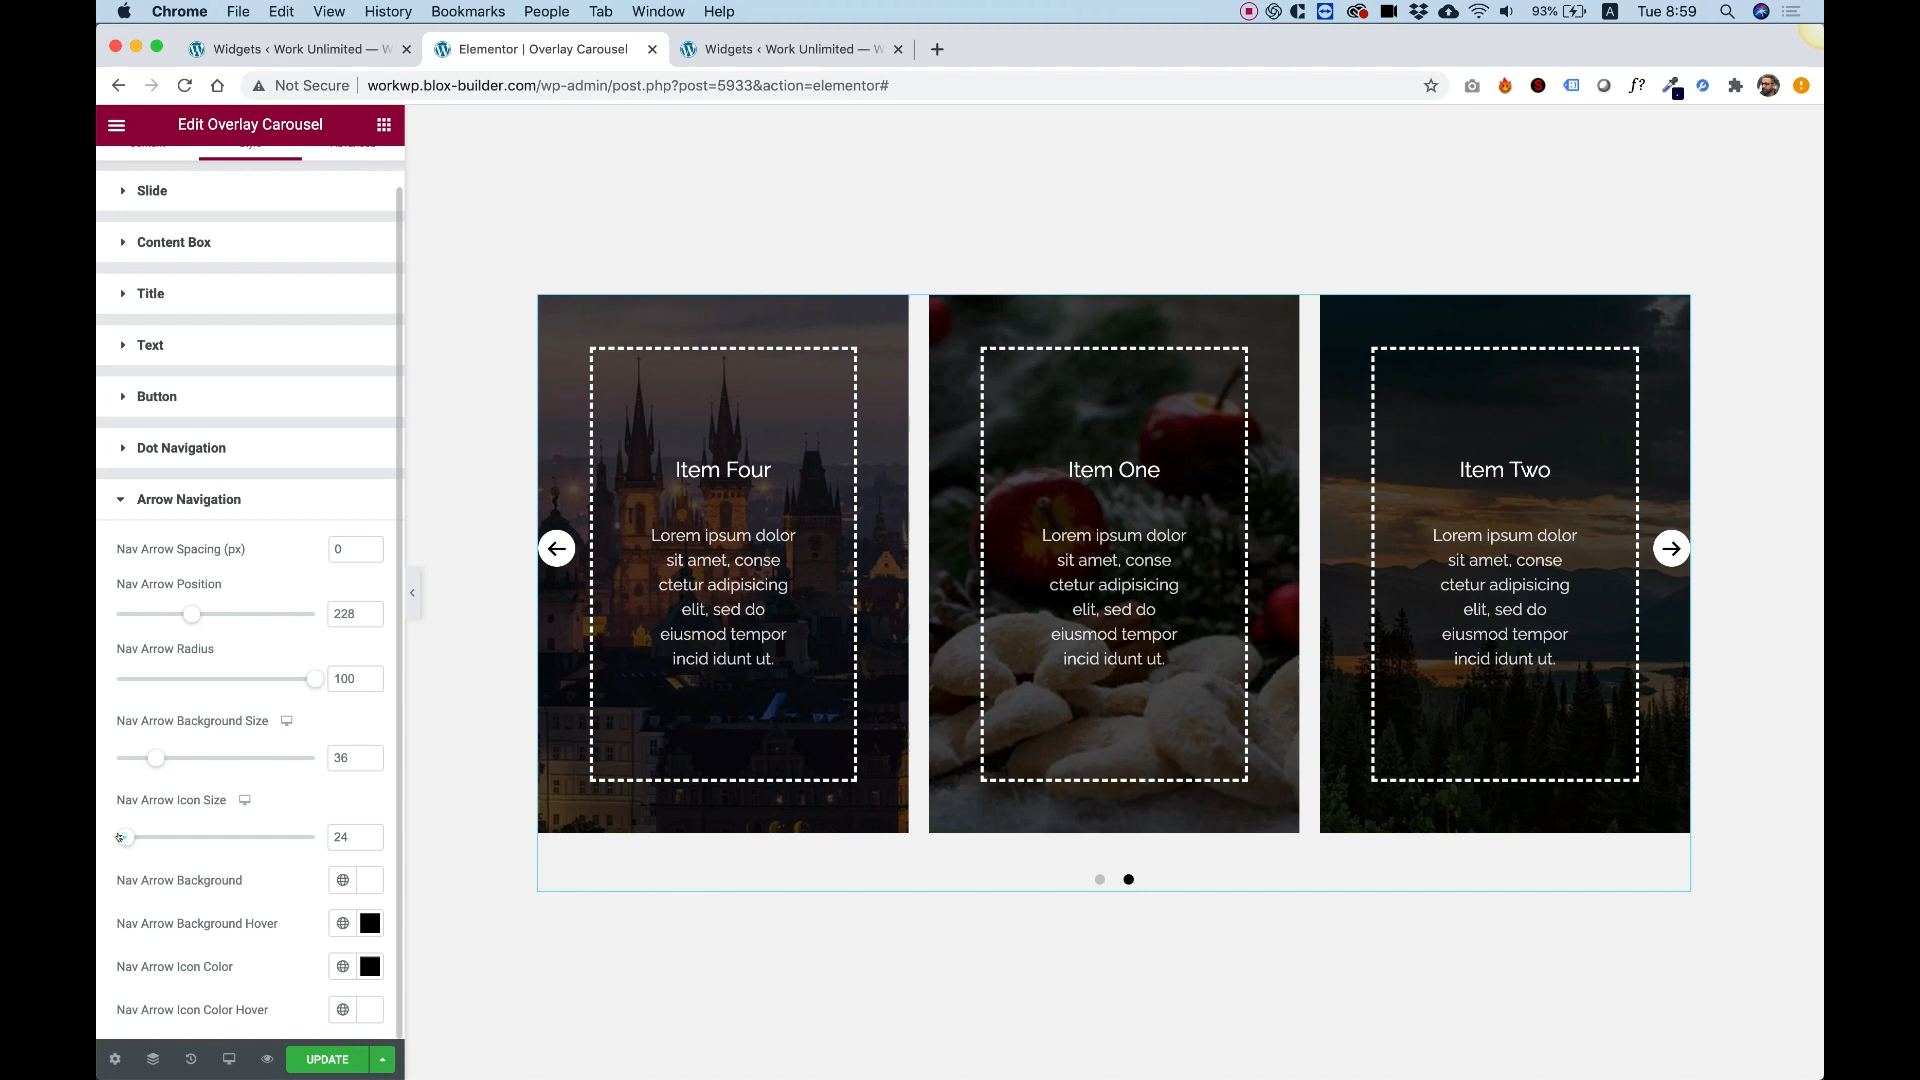 Chrome File Edit View History Bookmarks People Tab Window Help 93% A Tue 8:59
Widgets ‹ Work Unlimited — W Elementor | Overlay Carousel Widgets ‹ Work Unlimited — W
Not Secure workwp.blox-builder.com/wp-admin/post.php?post=5933&action=elementor# f?
Edit Overlay Carousel
Content Style Advanced
Slide
Content Box
Title
Text
Button
Dot Navigation
Arrow Navigation
Nav Arrow Spacing (px) 0
Nav Arrow Position
228
Nav Arrow Radius
100
Nav Arrow Background Size
36
Nav Arrow Icon Size
24
Nav Arrow Background
Nav Arrow Background Hover
Nav Arrow Icon Color
Nav Arrow Icon Color Hover
UPDATE
Item Four
Lorem ipsum dolor
sit amet, conse
ctetur adipisicing
elit, sed do
eiusmod tempor
incid idunt ut.
Item One
Lorem ipsum dolor
sit amet, conse
ctetur adipisicing
elit, sed do
eiusmod tempor
incid idunt ut.
Item Two
Lorem ipsum dolor
sit amet, conse
ctetur adipisicing
elit, sed do
eiusmod tempor
incid idunt ut.